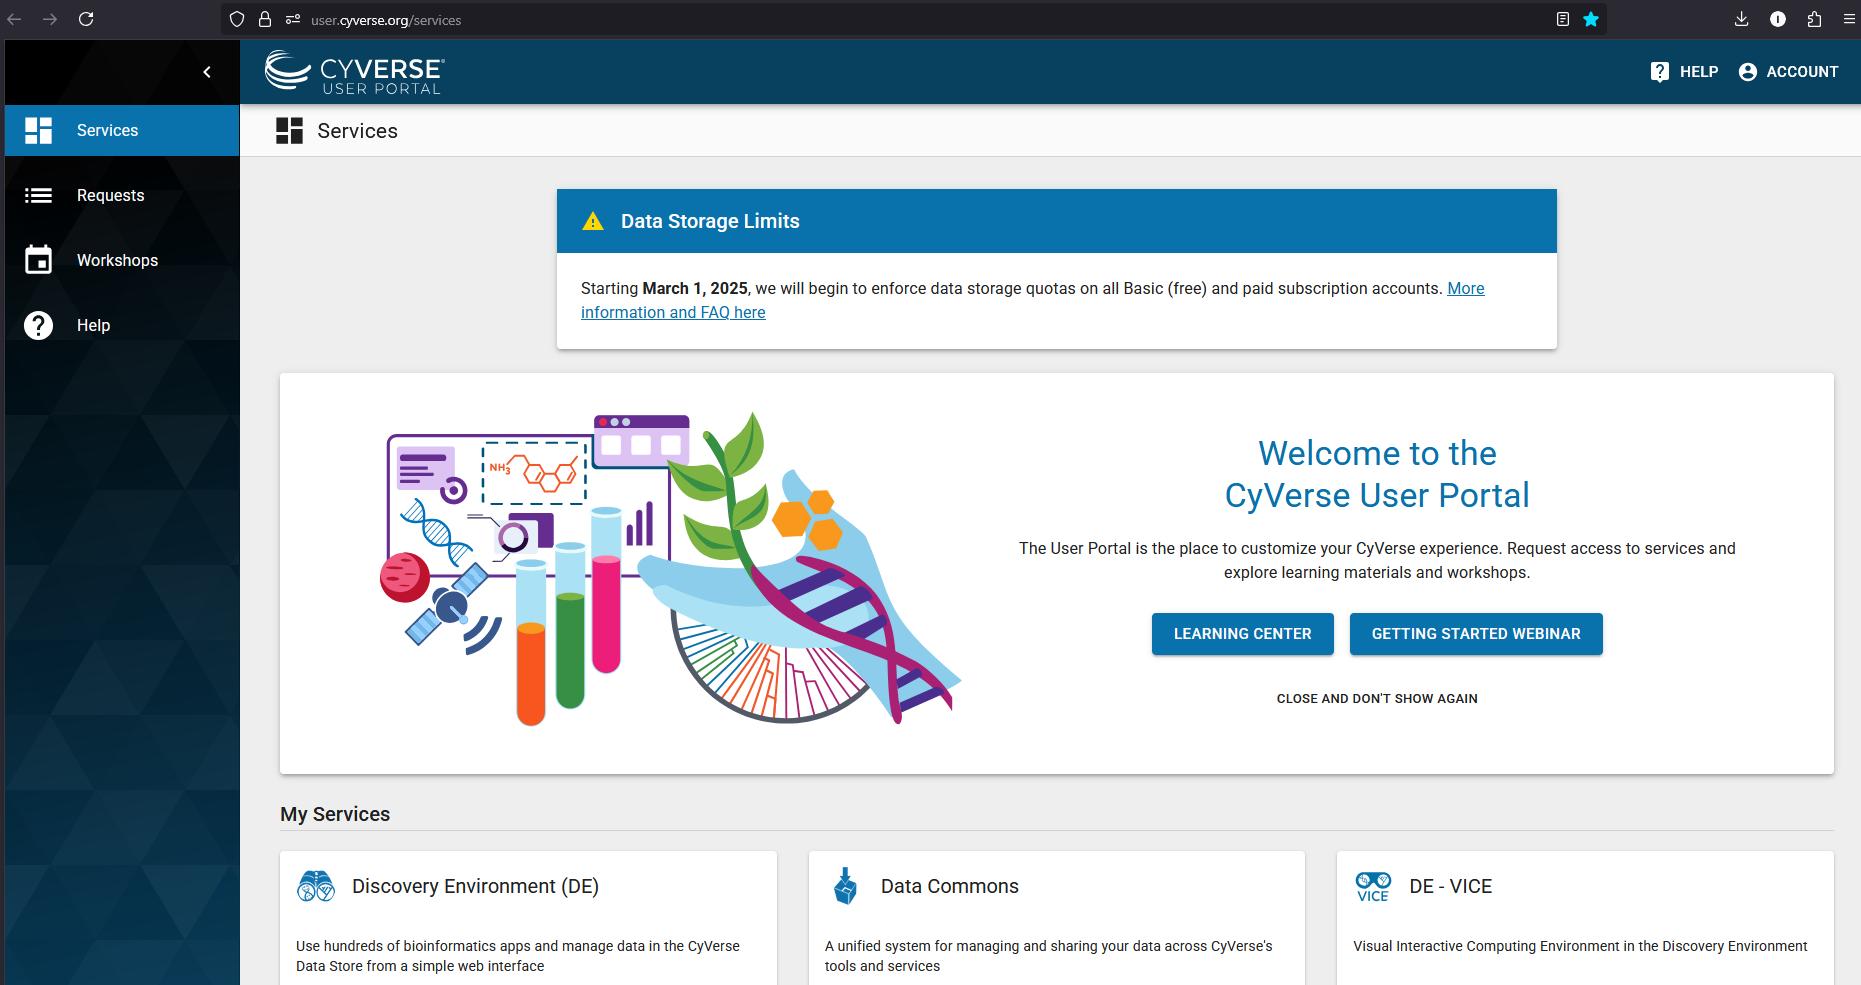 user.cyverse.org/services
CYVERSE®
USER PORTAL
HELP
ACCOUNT
Services
Requests
Workshops
Help
Services
Data Storage Limits
Starting March 1, 2025, we will begin to enforce data storage quotas on all Basic (free) and paid subscription accounts. More
information and FAQ here
NH3
Welcome to the
CyVerse User Portal
The User Portal is the place to customize your CyVerse experience. Request access to services and
explore learning materials and workshops.
LEARNING CENTER
GETTING STARTED WEBINAR
CLOSE AND DON'T SHOW AGAIN
My Services
Discovery Environment (DE)
Use hundreds of bioinformatics apps and manage data in the CyVerse
Data Store from a simple web interface
Data Commons
A unified system for managing and sharing your data across CyVerse's
tools and services
VICE
DE - VICE
Visual Interactive Computing Environment in the Discovery Environment